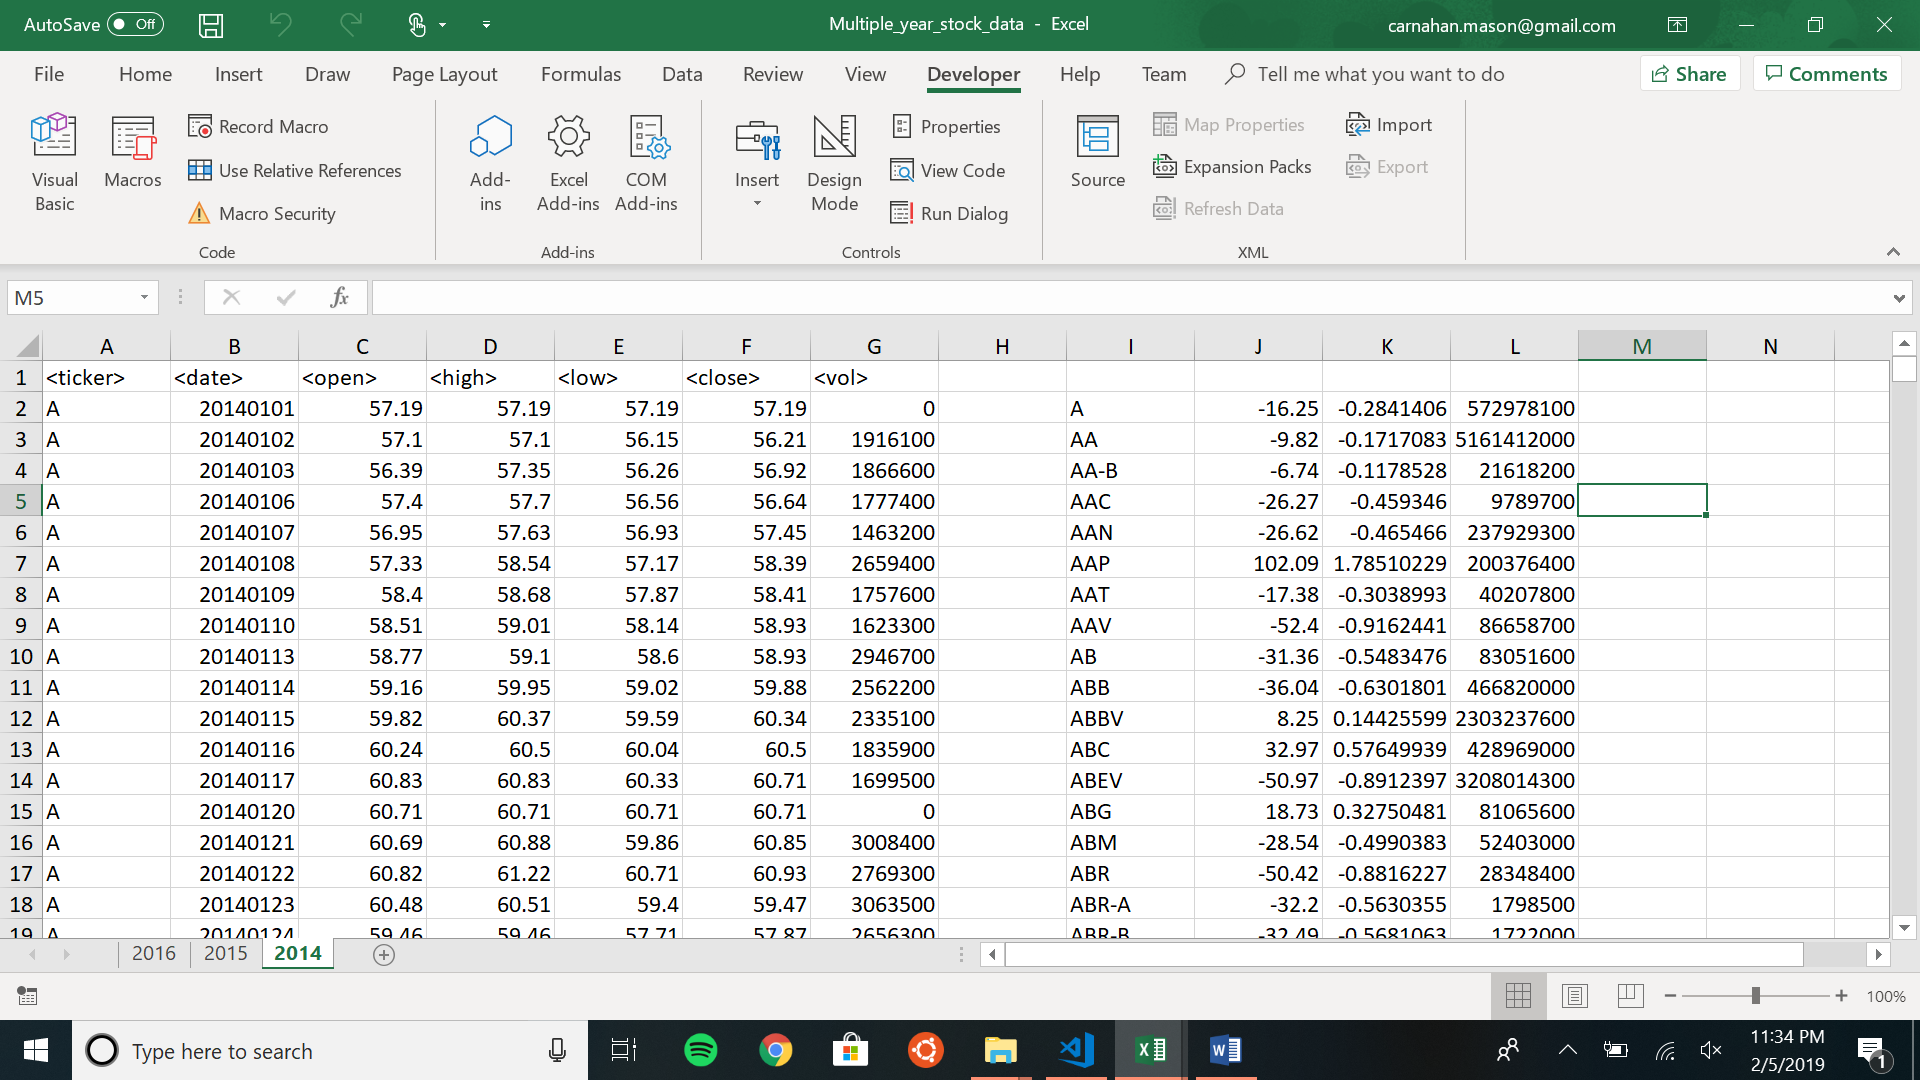 AutoSave Off Multiple_year_stock_data - Excel carnahan.mason@gmail.com
File Home Insert Draw Page Layout Formulas Data Review View Developer Help Team Tell me what you want to do Share Comments
Visual Basic
Macros
Record Macro
Use Relative References
Macro Security
Code
Add-ins
Excel Add-ins
COM Add-ins
Add-ins
Insert
Design Mode
Properties
View Code
Run Dialog
Controls
Source
Map Properties
Expansion Packs
Refresh Data
Import
Export
XML
M5 fx
A B C D E F G H I J K L M N
1 <ticker> <date> <open> <high> <low> <close> <vol>
2 A 20140101 57.19 57.19 57.19 57.19 0 A -16.25 -0.2841406 572978100
3 A 20140102 57.1 57.1 56.15 56.21 1916100 AA -9.82 -0.1717083 5161412000
4 A 20140103 56.39 57.35 56.26 56.92 1866600 AA-B -6.74 -0.1178528 21618200
5 A 20140106 57.4 57.7 56.56 56.64 1777400 AAC -26.27 -0.459346 9789700
6 A 20140107 56.95 57.63 56.93 57.45 1463200 AAN -26.62 -0.465466 237929300
7 A 20140108 57.33 58.54 57.17 58.39 2659400 AAP 102.09 1.78510229 200376400
8 A 20140109 58.4 58.68 57.87 58.41 1757600 AAT -17.38 -0.3038993 40207800
9 A 20140110 58.51 59.01 58.14 58.93 1623300 AAV -52.4 -0.9162441 86658700
10 A 20140113 58.77 59.1 58.6 58.93 2946700 AB -31.36 -0.5483476 83051600
11 A 20140114 59.16 59.95 59.02 59.88 2562200 ABB -36.04 -0.6301801 466820000
12 A 20140115 59.82 60.37 59.59 60.34 2335100 ABBV 8.25 0.14425599 2303237600
13 A 20140116 60.24 60.5 60.04 60.5 1835900 ABC 32.97 0.57649939 428969000
14 A 20140117 60.83 60.83 60.33 60.71 1699500 ABEV -50.97 -0.8912397 3208014300
15 A 20140120 60.71 60.71 60.71 60.71 0 ABG 18.73 0.32750481 81065600
16 A 20140121 60.69 60.88 59.86 60.85 3008400 ABM -28.54 -0.4990383 52403000
17 A 20140122 60.82 61.22 60.71 60.93 2769300 ABR -50.42 -0.8816227 28348400
18 A 20140123 60.48 60.51 59.4 59.47 3063500 ABR-A -32.2 -0.5630355 1798500
19 A 20140124 59.46 59.46 57.71 57.87 2656300 ABR-B -32.49 -0.5681063 1722000
2016 2015 2014
100%
Type here to search
11:34 PM
2/5/2019
1